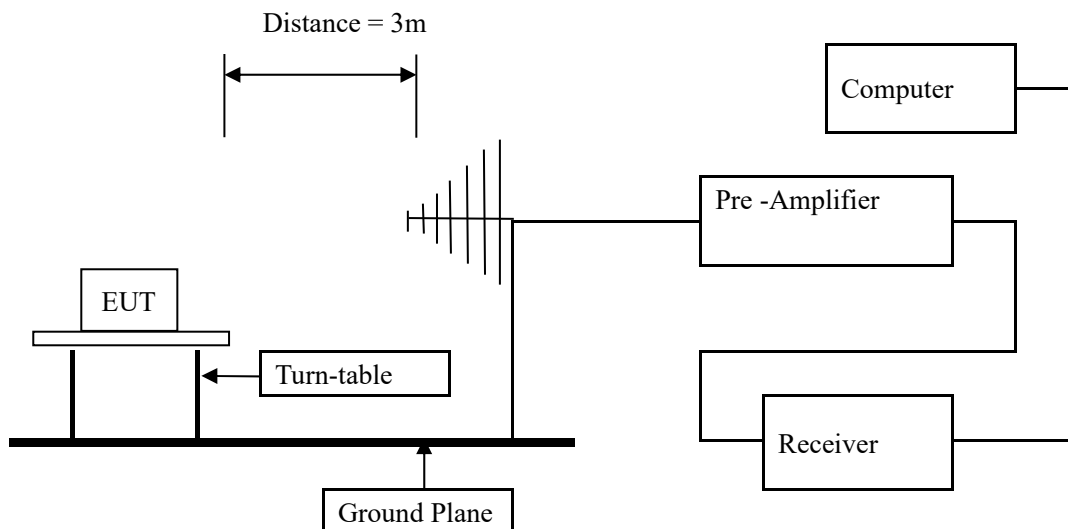 Distance = 3m
Computer
Pre -Amplifier
EUT
Turn-table
Receiver
Ground Plane